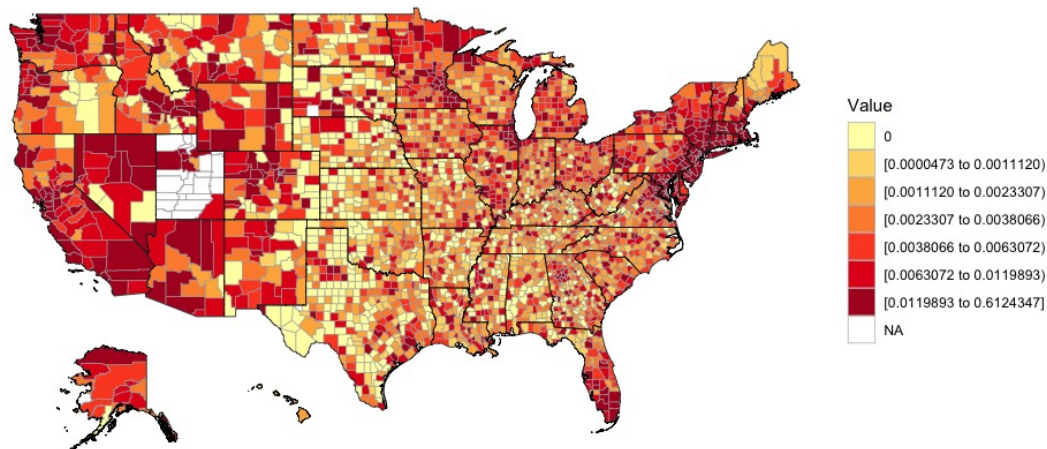 Value
0
[0.0000473 to 0.0011120)
[0.0011120 to 0.0023307)
[0.0023307 to 0.0038066)
[0.0038066 to 0.0063072)
[0.0063072 to 0.0119893)
[0.0119893 to 0.6124347]
NA